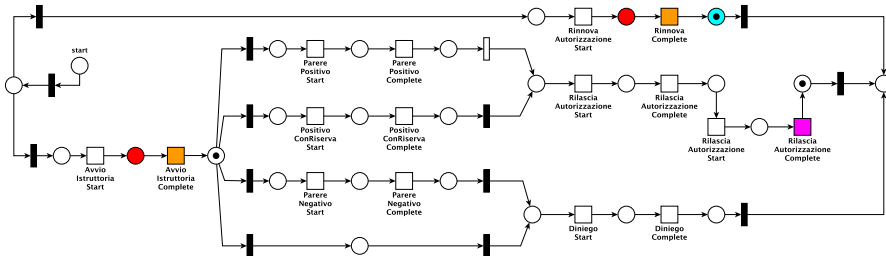 start
Rinnova
Autorizzazione
Start
Rinnova
Complete
Parere
Positivo
Start
Parere
Positivo
Complete
Rilascia
Autorizzazione
Start
Rilascia
Autorizzazione
Complete
Positivo
ConRiserva
Start
Positivo
ConRiserva
Complete
Rilascia
Autorizzazione
Start
Rilascia
Autorizzazione
Complete
Avvio
Istruttoria
Start
Avvio
Istruttoria
Complete
Parere
Negativo
Start
Parere
Negativo
Complete
Diniego
Start
Diniego
Complete